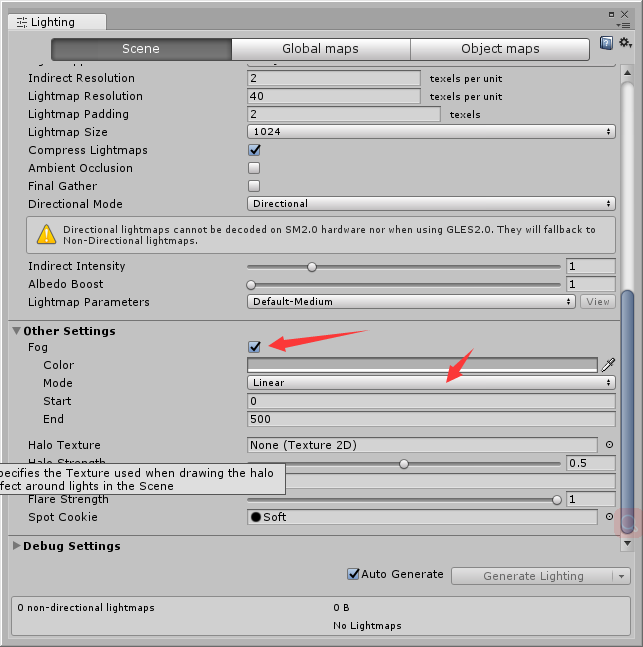 Lighting
Scene Global maps Object maps
Indirect Resolution 2 texels per unit
Lightmap Resolution 40 texels per unit
Lightmap Padding 2 texels
Lightmap Size 1024
Compress Lightmaps
Ambient Occlusion
Final Gather
Directional Mode Directional
Directional lightmaps cannot be decoded on SM2.0 hardware nor when using GLES2.0. They will fallback to
Non-Directional lightmaps.
Indirect Intensity 1
Albedo Boost 1
Lightmap Parameters Default-Medium View
Other Settings
Fog
Color
Mode Linear
Start 0
End 500
Halo Texture None (Texture 2D)
Halo Strength 0.5
pecifies the Texture used when drawing the halo
fect around lights in the Scene
Flare Strength 1
Spot Cookie Soft
Debug Settings
Auto Generate Generate Lighting
0 non-directional lightmaps 0 B
No Lightmaps